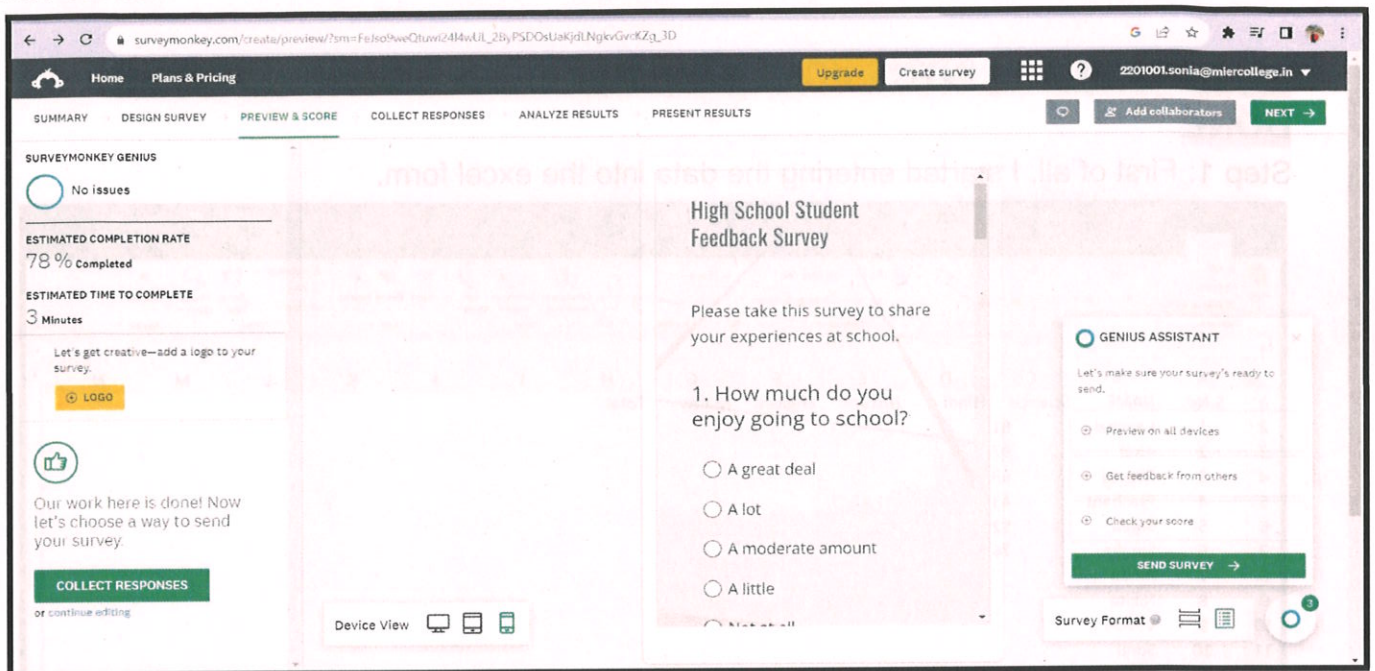 surveymonkey.com/create/preview/?sm=
Home Plans & Pricing Upgrade Create survey 2201001.sonia@miercollege.in
SUMMARY DESIGN SURVEY PREVIEW & SCORE COLLECT RESPONSES ANALYZE RESULTS PRESENT RESULTS Add collaborators NEXT →
SURVEYMONKEY GENIUS
No issues
ESTIMATED COMPLETION RATE
78 % Completed
ESTIMATED TIME TO COMPLETE
3 Minutes
Let's get creative—add a logo to your
survey.
LOGO
Our work here is done! Now
let's choose a way to send
your survey.
COLLECT RESPONSES
or continue editing
Device View
High School Student
Feedback Survey
Please take this survey to share
your experiences at school.
1. How much do you
enjoy going to school?
A great deal
A lot
A moderate amount
A little
Not at all
GENIUS ASSISTANT
Let's make sure your survey's ready to
send.
Preview on all devices
Get feedback from others
Check your score
SEND SURVEY →
Survey Format
3
Step 1: First of all, I started entering the data into the excel form.